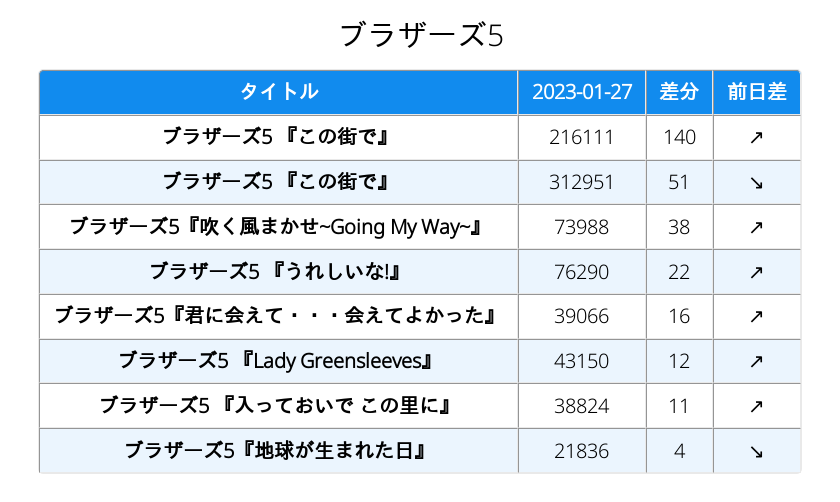 ブラザーズ5
タイトル 2023-01-27 差分 前日差
ブラザーズ5 『この街で』 216111 140 ↗
ブラザーズ5 『この街で』 312951 51 ↘
ブラザーズ5『吹く風まかせ~Going My Way~』 73988 38 ↗
ブラザーズ5 『うれしいな!』 76290 22 ↗
ブラザーズ5『君に会えて・・・会えてよかった』 39066 16 ↗
ブラザーズ5 『Lady Greensleeves』 43150 12 ↗
ブラザーズ5 『入っておいで この里に』 38824 11 ↗
ブラザーズ5『地球が生まれた日』 21836 4 ↘